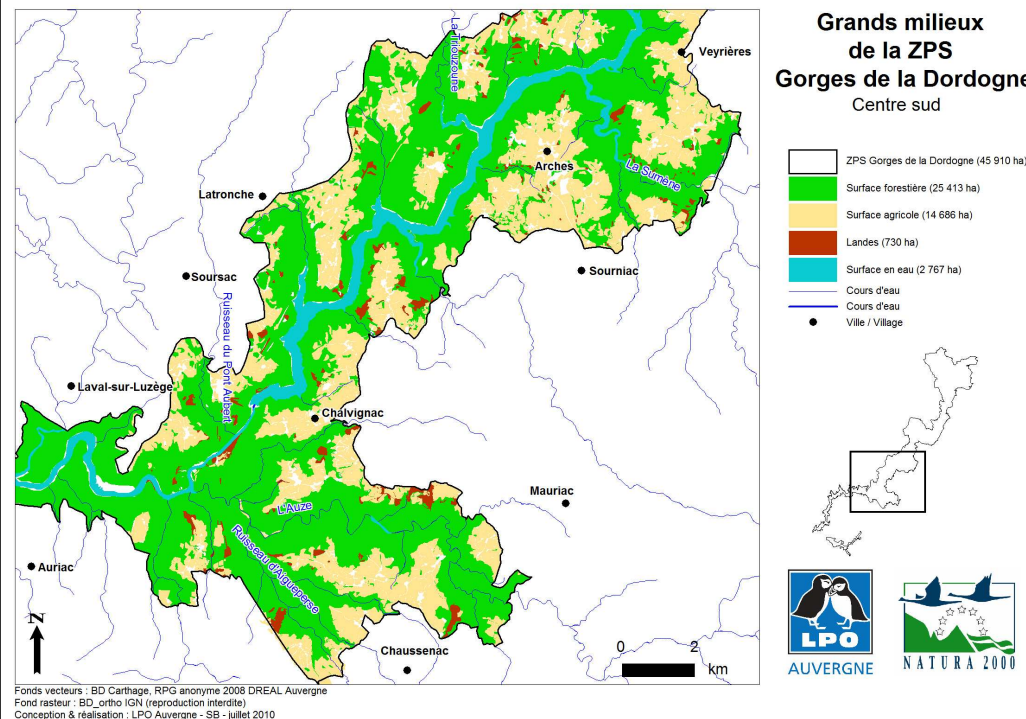 Grands milieux
de la ZPS
Gorges de la Dordogne
Centre sud
ZPS Gorges de la Dordogne (45 910 ha)
Surface forestière (25 413 ha)
Surface agricole (14 686 ha)
Landes (730 ha)
Surface en eau (2 767 ha)
Cours d'eau
Cours d'eau
Ville / Village
La Triouzoune
Veyrières
Arches
La Sumène
Latronche
Soursac
Sourniac
Ruisseau du Pont Aubert
Laval-sur-Luzège
Chalvignac
Mauriac
L'Auze
Ruisseau d'Aigueperse
Auriac
Chaussenac
N
0 2
km
LPO
AUVERGNE
NATURA 2000
Fonds vecteurs : BD Carthage, RPG anonyme 2008 DREAL Auvergne
Fond rasteur : BD_ortho IGN (reproduction interdite)
Conception & réalisation : LPO Auvergne - SB - juillet 2010